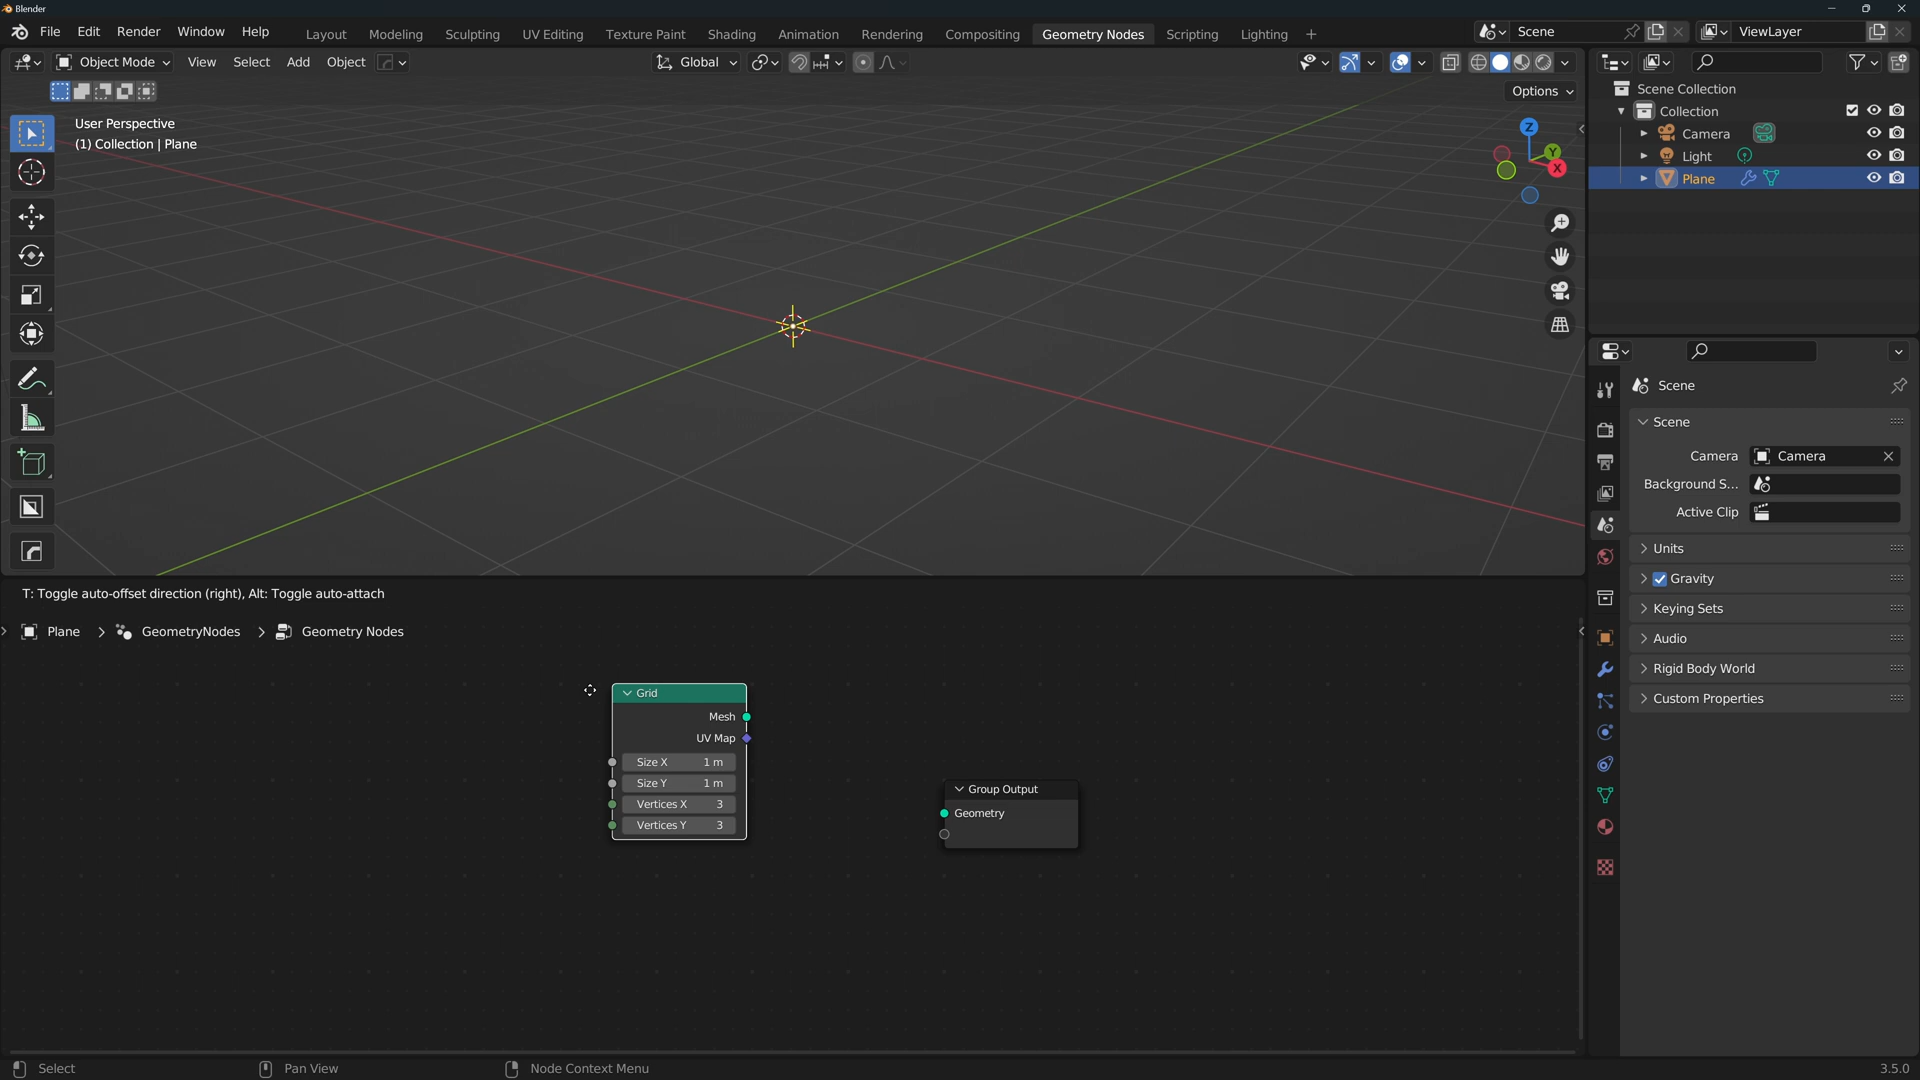 Blender
File Edit Render Window Help Layout Modeling Sculpting UV Editing Texture Paint Shading Animation Rendering Compositing Geometry Nodes Scripting Lighting + Scene ViewLayer
Object Mode View Select Add Object Global
Options
User Perspective
(1) Collection | Plane
Z
Y
X
Scene Collection
Collection
Camera
Light
Plane
Scene
Scene
Camera Camera
Background S...
Active Clip
Units
Gravity
Keying Sets
Audio
Rigid Body World
Custom Properties
T: Toggle auto-offset direction (right), Alt: Toggle auto-attach
Plane > GeometryNodes > Geometry Nodes
Grid
Mesh
UV Map
Size X 1 m
Size Y 1 m
Vertices X 3
Vertices Y 3
Group Output
Geometry
Select Pan View Node Context Menu 3.5.0